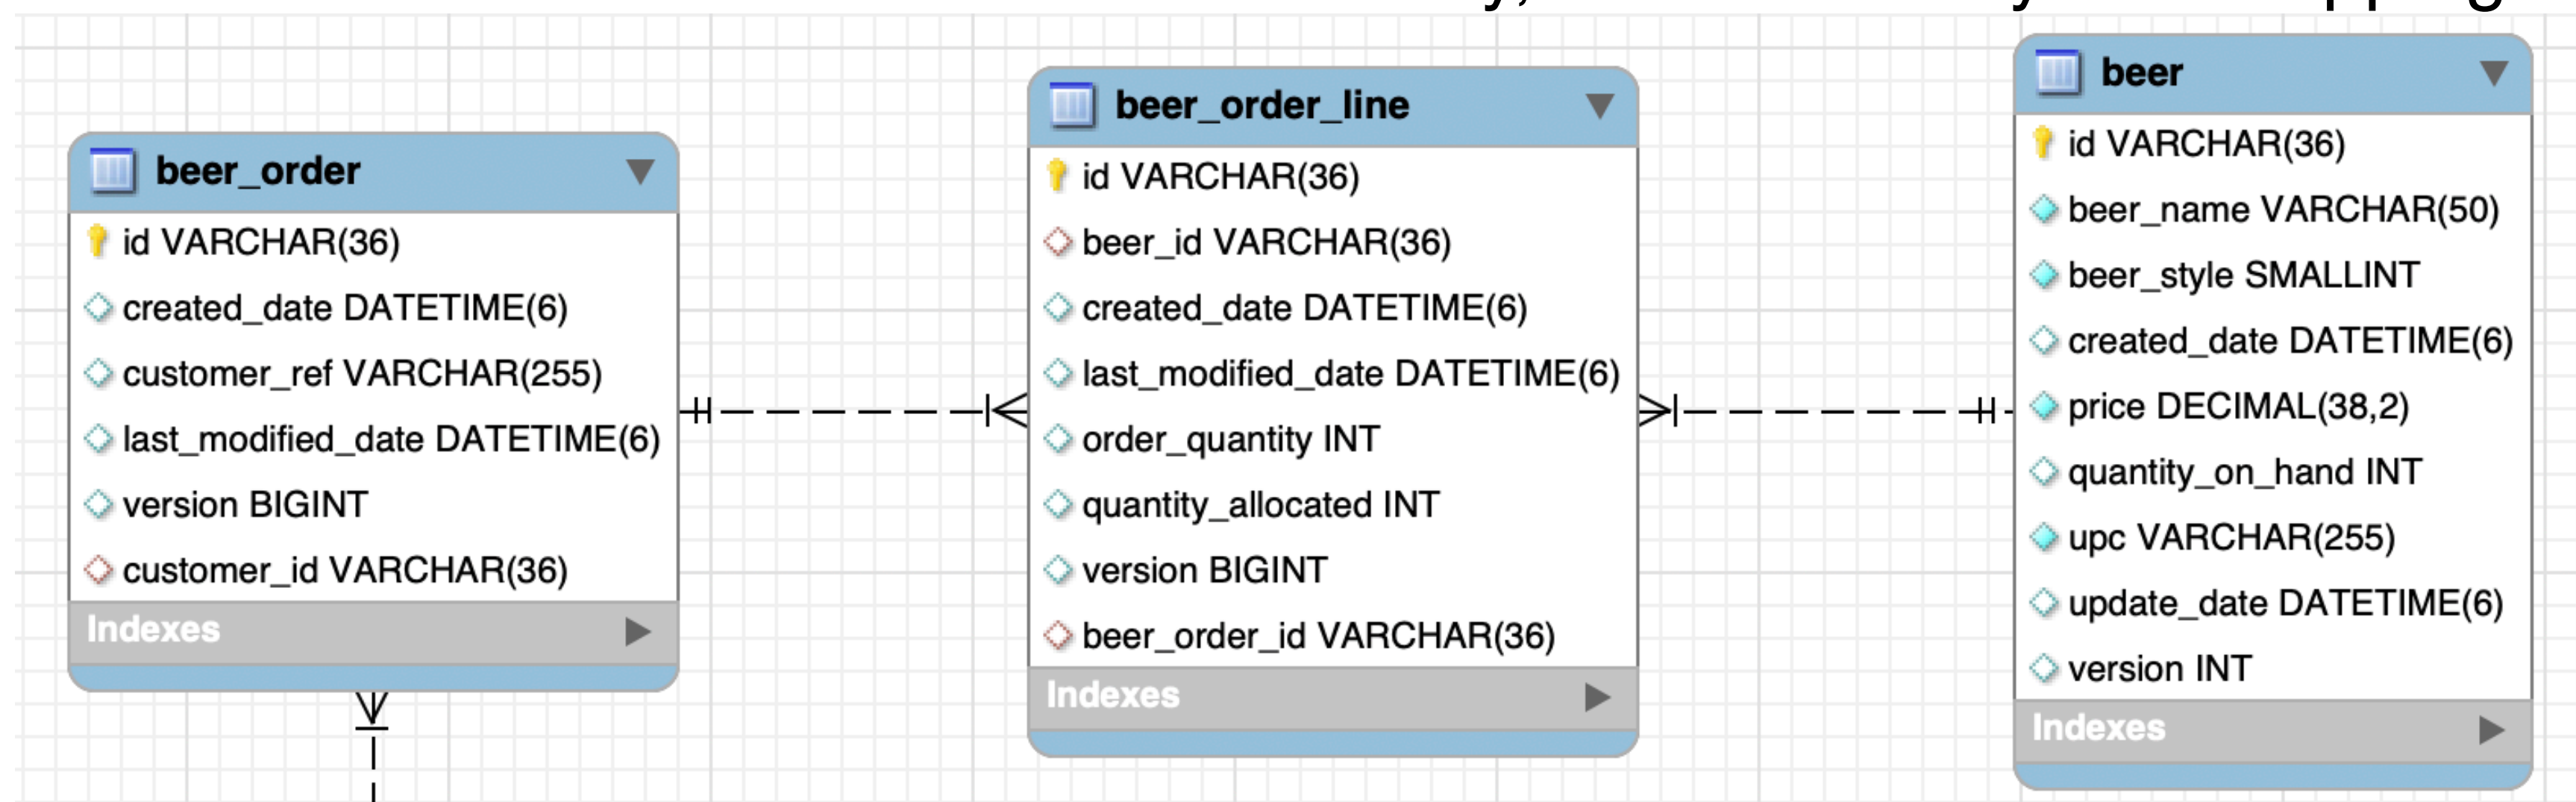 beer_order
id VARCHAR(36)
created_date DATETIME(6)
customer_ref VARCHAR(255)
last_modified_date DATETIME(6)
version BIGINT
customer_id VARCHAR(36)
Indexes
beer_order_line
id VARCHAR(36)
beer_id VARCHAR(36)
created_date DATETIME(6)
last_modified_date DATETIME(6)
order_quantity INT
quantity_allocated INT
version BIGINT
beer_order_id VARCHAR(36)
Indexes
beer
id VARCHAR(36)
beer_name VARCHAR(50)
beer_style SMALLINT
created_date DATETIME(6)
price DECIMAL(38,2)
quantity_on_hand INT
upc VARCHAR(255)
update_date DATETIME(6)
version INT
Indexes